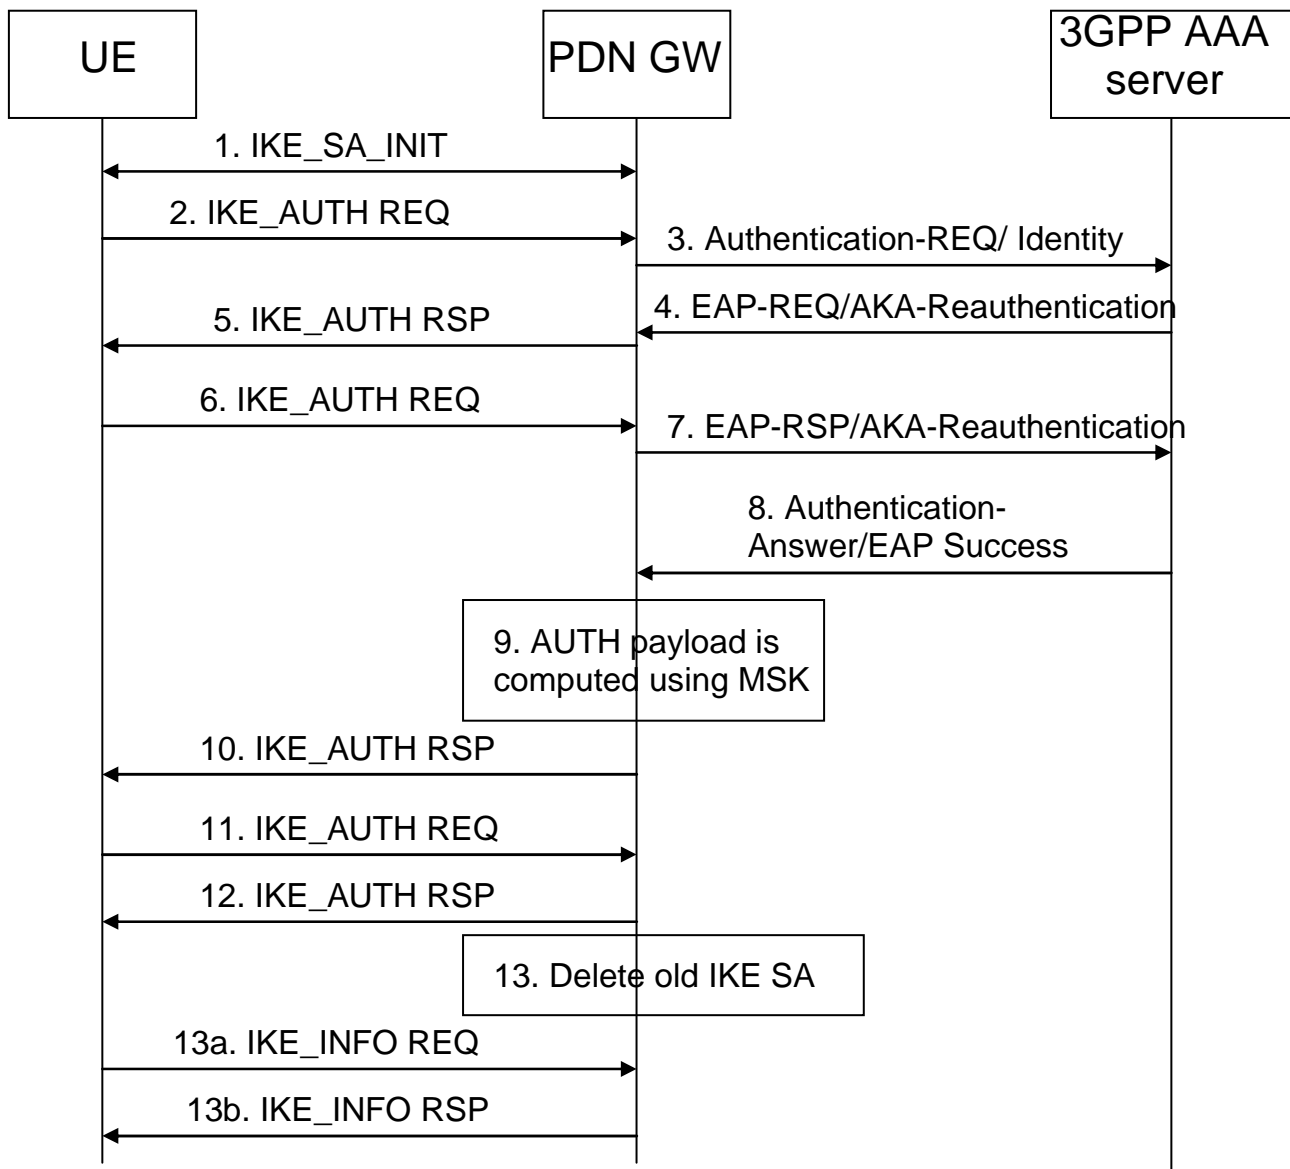 UE
PDN GW
3GPP AAA
server
1. IKE_SA_INIT
2. IKE_AUTH REQ
3. Authentication-REQ/ Identity
4. EAP-REQ/AKA-Reauthentication
5. IKE_AUTH RSP
6. IKE_AUTH REQ
7. EAP-RSP/AKA-Reauthentication
8. Authentication-
Answer/EAP Success
9. AUTH payload is
computed using MSK
10. IKE_AUTH RSP
11. IKE_AUTH REQ
12. IKE_AUTH RSP
13. Delete old IKE SA
13a. IKE_INFO REQ
13b. IKE_INFO RSP